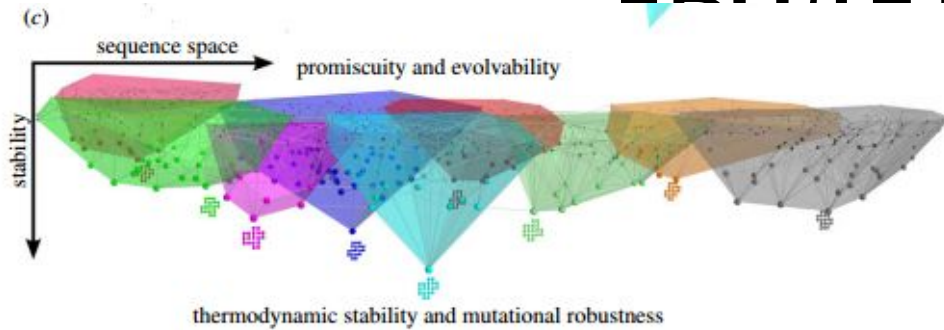 (c)
sequence space
promiscuity and evolvability
stability
thermodynamic stability and mutational robustness